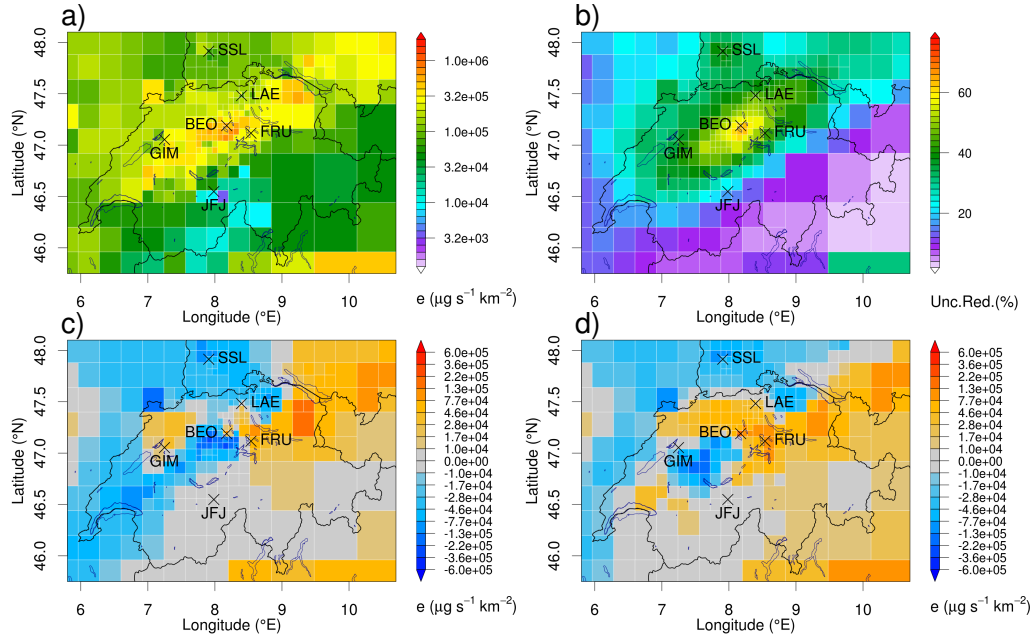 a)
48.0
47.5
47.0
46.5
46.0
Latitude (°N)
6 7 8 9 10
Longitude (°E)
SSL
LAE
BEO
FRU
GIM
JFJ
1.0e+06
3.2e+05
1.0e+05
3.2e+04
1.0e+04
3.2e+03
e (µg s⁻¹ km⁻²)
b)
48.0
47.5
47.0
46.5
46.0
Latitude (°N)
6 7 8 9 10
Longitude (°E)
SSL
LAE
BEO
FRU
GIM
JFJ
60
40
20
Unc.Red.(%)
c)
48.0
47.5
47.0
46.5
46.0
Latitude (°N)
6 7 8 9 10
Longitude (°E)
SSL
LAE
BEO
FRU
GIM
JFJ
6.0e+05
3.6e+05
2.2e+05
1.3e+05
7.7e+04
4.6e+04
2.8e+04
1.0e+04
1.7e+04
0.0e+00
-1.0e+04
-2.8e+04
-4.6e+04
-7.7e+04
-1.3e+05
-2.2e+05
-3.6e+05
-6.0e+05
e (µg s⁻¹ km⁻²)
d)
48.0
47.5
47.0
46.5
46.0
Latitude (°N)
6 7 8 9 10
Longitude (°E)
SSL
LAE
BEO
FRU
GIM
JFJ
6.0e+05
3.6e+05
2.2e+05
1.3e+05
7.7e+04
4.6e+04
2.8e+04
1.0e+04
1.7e+04
0.0e+00
-1.0e+04
-2.8e+04
-4.6e+04
-7.7e+04
-1.3e+05
-2.2e+05
-3.6e+05
-6.0e+05
e (µg s⁻¹ km⁻²)